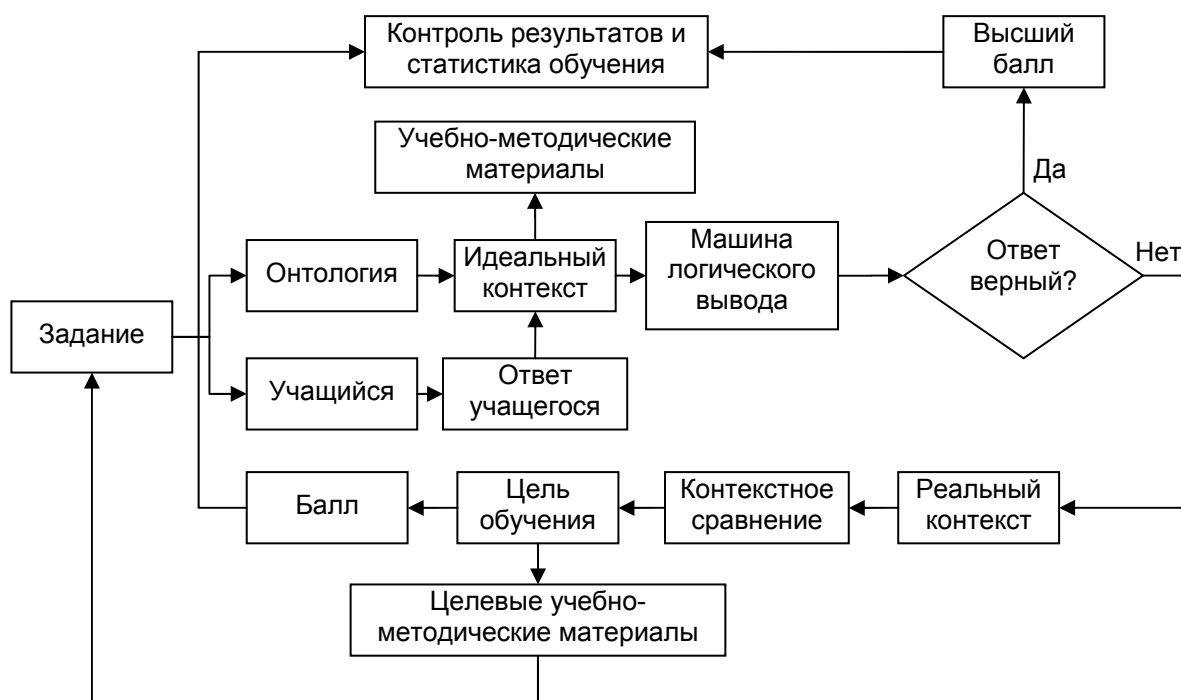 Контроль результатов и
статистика обучения
Высший
балл
Учебно-методические
материалы
Да
Онтология
Идеальный
контекст
Машина
логического
вывода
Ответ
верный?
Нет
Задание
Учащийся
Ответ
учащегося
Балл
Цель
обучения
Контекстное
сравнение
Реальный
контекст
Целевые учебно-
методические материалы